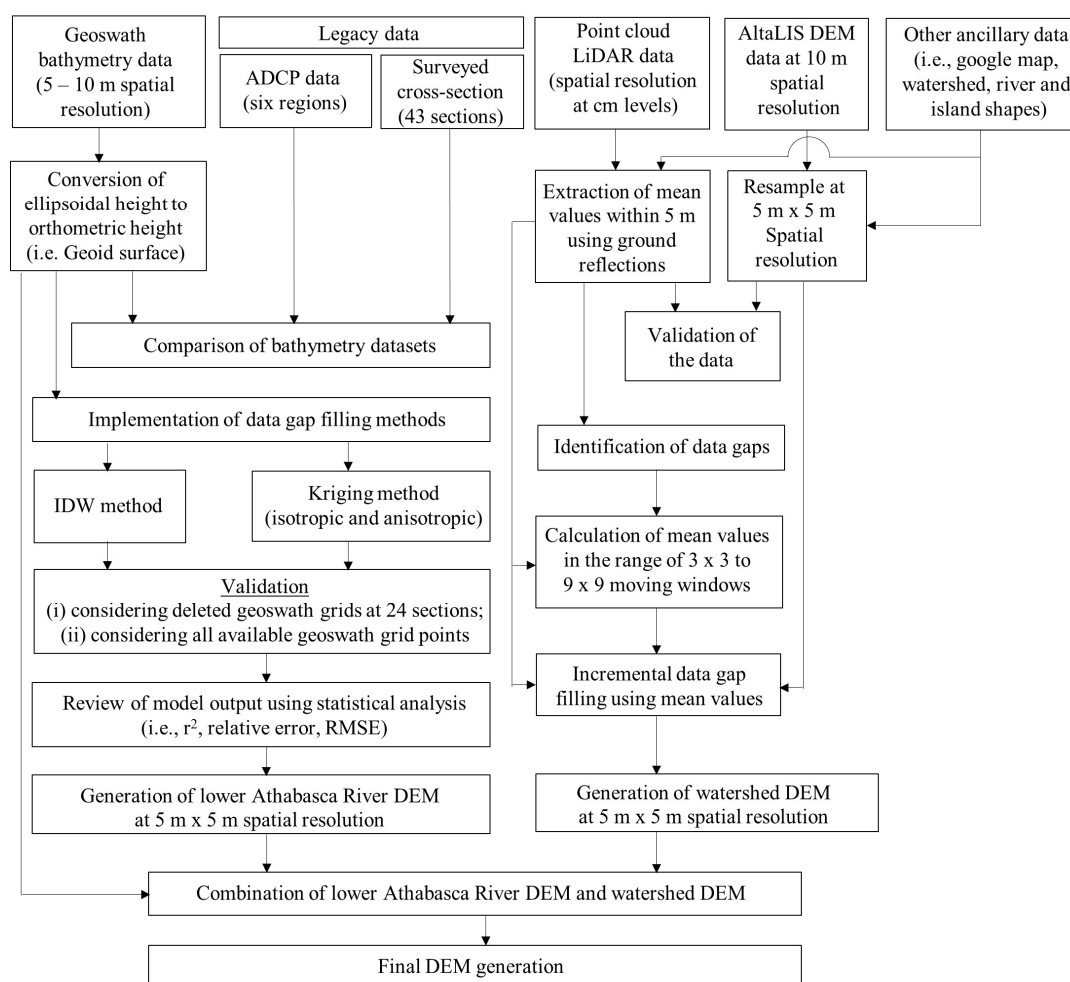 Geoswath
bathymetry data
(5 – 10 m spatial
resolution)
Legacy data
ADCP data
(six regions)
Surveyed
cross-section
(43 sections)
Point cloud
LiDAR data
(spatial resolution
at cm levels)
AltaLIS DEM
data at 10 m
spatial
resolution
Other ancillary data
(i.e., google map,
watershed, river and
island shapes)
Conversion of
ellipsoidal height to
orthometric height
(i.e. Geoid surface)
Extraction of mean
values within 5 m
using ground
reflections
Resample at
5 m x 5 m
Spatial
resolution
Comparison of bathymetry datasets
Validation of
the data
Implementation of data gap filling methods
Identification of data gaps
IDW method
Kriging method
(isotropic and anisotropic)
Calculation of mean values
in the range of 3 x 3 to
9 x 9 moving windows
Validation
(i) considering deleted geoswath grids at 24 sections;
(ii) considering all available geoswath grid points
Incremental data gap
filling using mean values
Review of model output using statistical analysis
(i.e., r², relative error, RMSE)
Generation of lower Athabasca River DEM
at 5 m x 5 m spatial resolution
Generation of watershed DEM
at 5 m x 5 m spatial resolution
Combination of lower Athabasca River DEM and watershed DEM
Final DEM generation